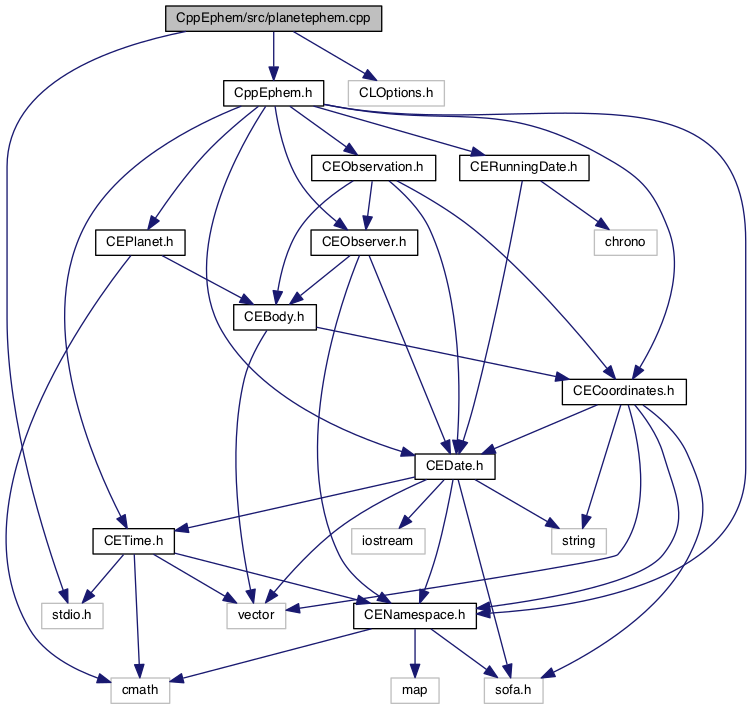 CppEphem/src/planetephem.cpp
CppEphem.h
CLOptions.h
CEObservation.h
CERunningDate.h
CEPlanet.h
CEObserver.h
chrono
CEBody.h
CECoordinates.h
CEDate.h
CETime.h
iostream
string
stdio.h
vector
CENamespace.h
cmath
map
sofa.h